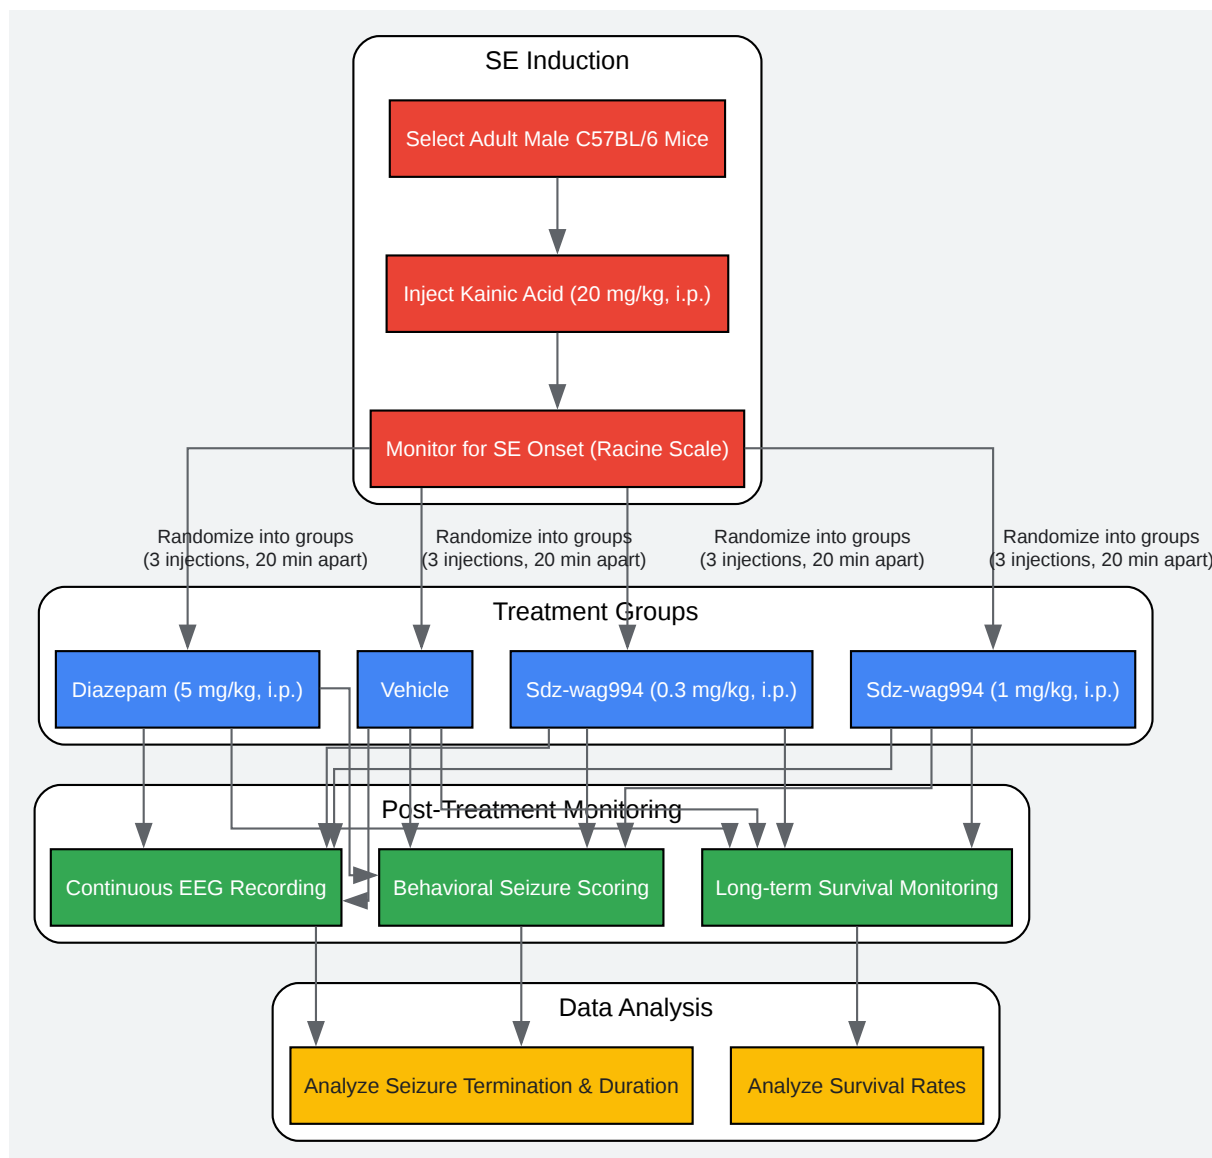 SE Induction
Select Adult Male C57BL/6 Mice
Inject Kainic Acid (20 mg/kg, i.p.)
Monitor for SE Onset (Racine Scale)
Randomize into groups
(3 injections, 20 min apart)
Randomize into groups
(3 injections, 20 min apart)
Randomize into groups
(3 injections, 20 min apart)
Randomize into groups
(3 injections, 20 min apart)
Treatment Groups
Diazepam (5 mg/kg, i.p.)
Vehicle
Sdz-wag994 (0.3 mg/kg, i.p.)
Sdz-wag994 (1 mg/kg, i.p.)
Post-Treatment Monitoring
Continuous EEG Recording
Behavioral Seizure Scoring
Long-term Survival Monitoring
Data Analysis
Analyze Seizure Termination & Duration
Analyze Survival Rates